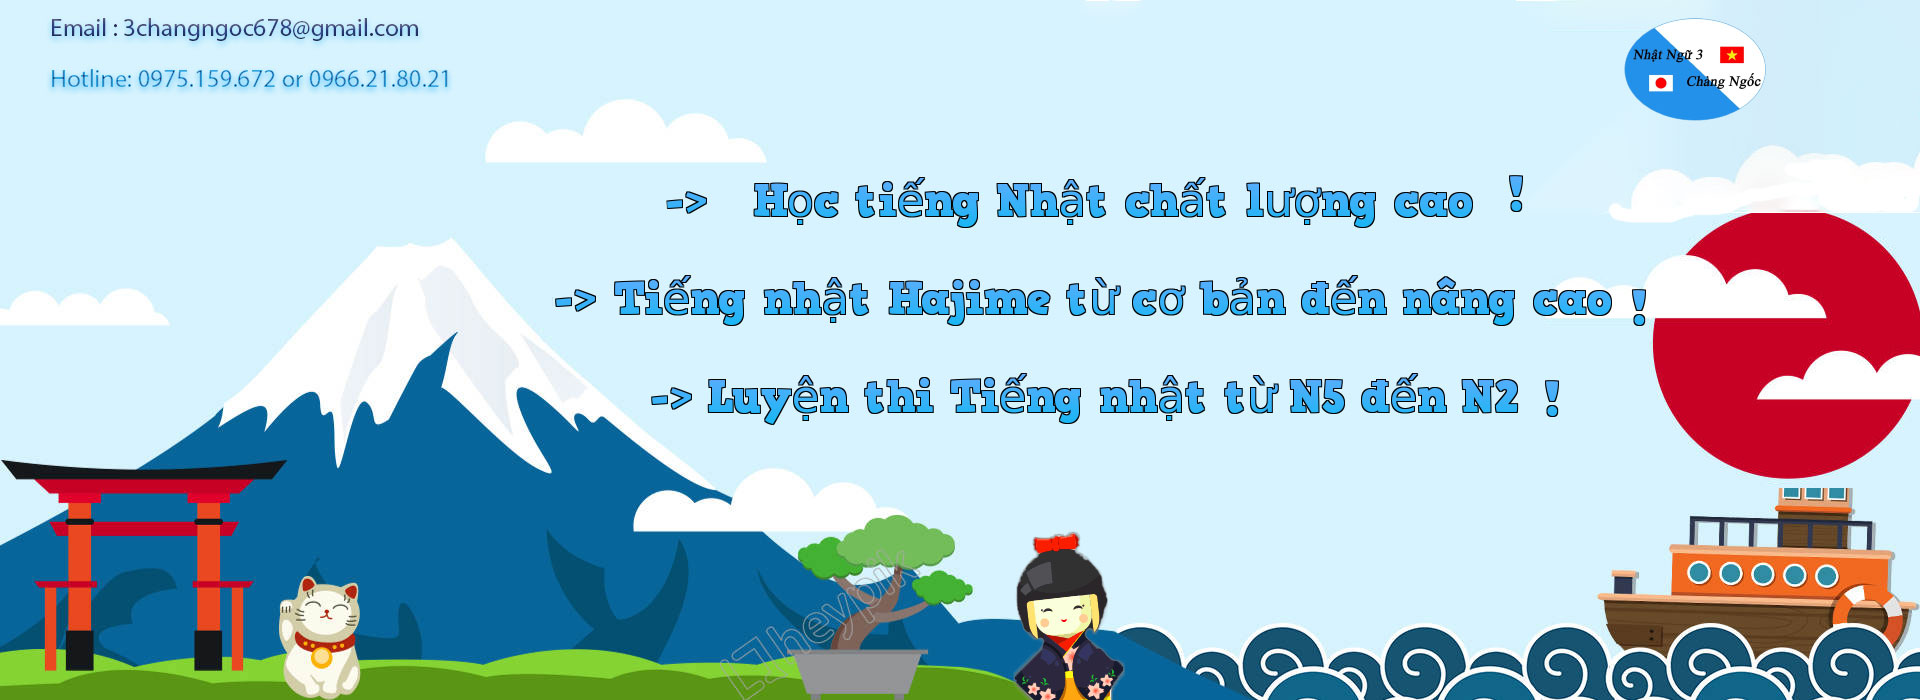 Email : 3changngoc678@gmail.com
Hotline: 0975.159.672 or 0966.21.80.21
Nhật Ngữ 3
Chàng Ngốc
-> Học tiếng Nhật chất lượng cao !
-> Tiếng nhật Hajime từ cơ bản đến nâng cao !
-> Luyện thi Tiếng nhật từ N5 đến N2 !